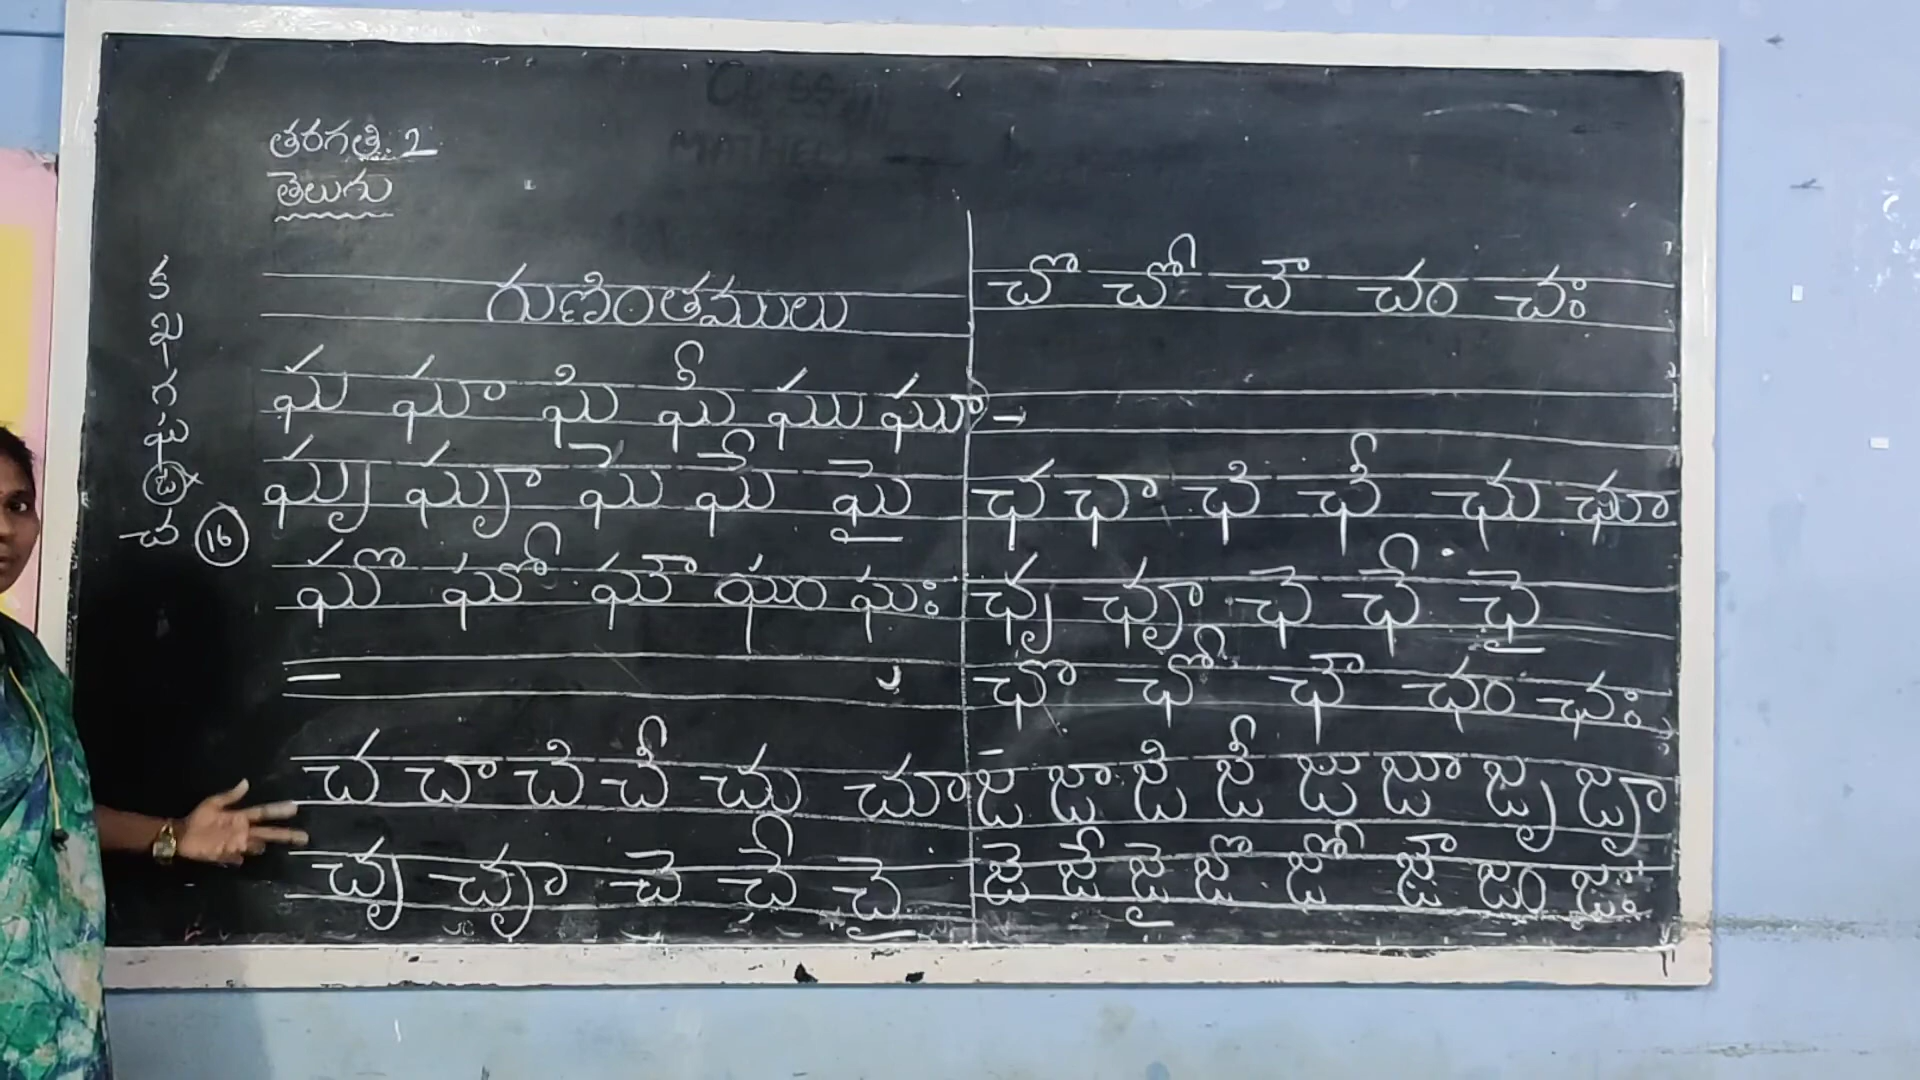 తరగతి. 2
తెలుగు
క
ఖ
గ
ఘ
ఙ
చ 16
గుణింతములు
ఘ ఘా ఘి ఘీ ఘు ఘూ
ఘృ ఘౄ ఘె ఘే ఘై
ఘొ ఘో ఘౌ ఘం ఘః
చ చా చి చీ చు చూ
చృ చౄ చె చే చై
చొ చో చౌ చం చః
ఛ ఛా ఛి ఛీ ఛు ఛూ
ఛృ ఛౄ ఛె ఛే ఛై
ఛొ ఛో ఛౌ ఛం ఛః
జ జా జి జీ జు జూ జృ జౄ
జె జే జై జొ జో జౌ జం జః